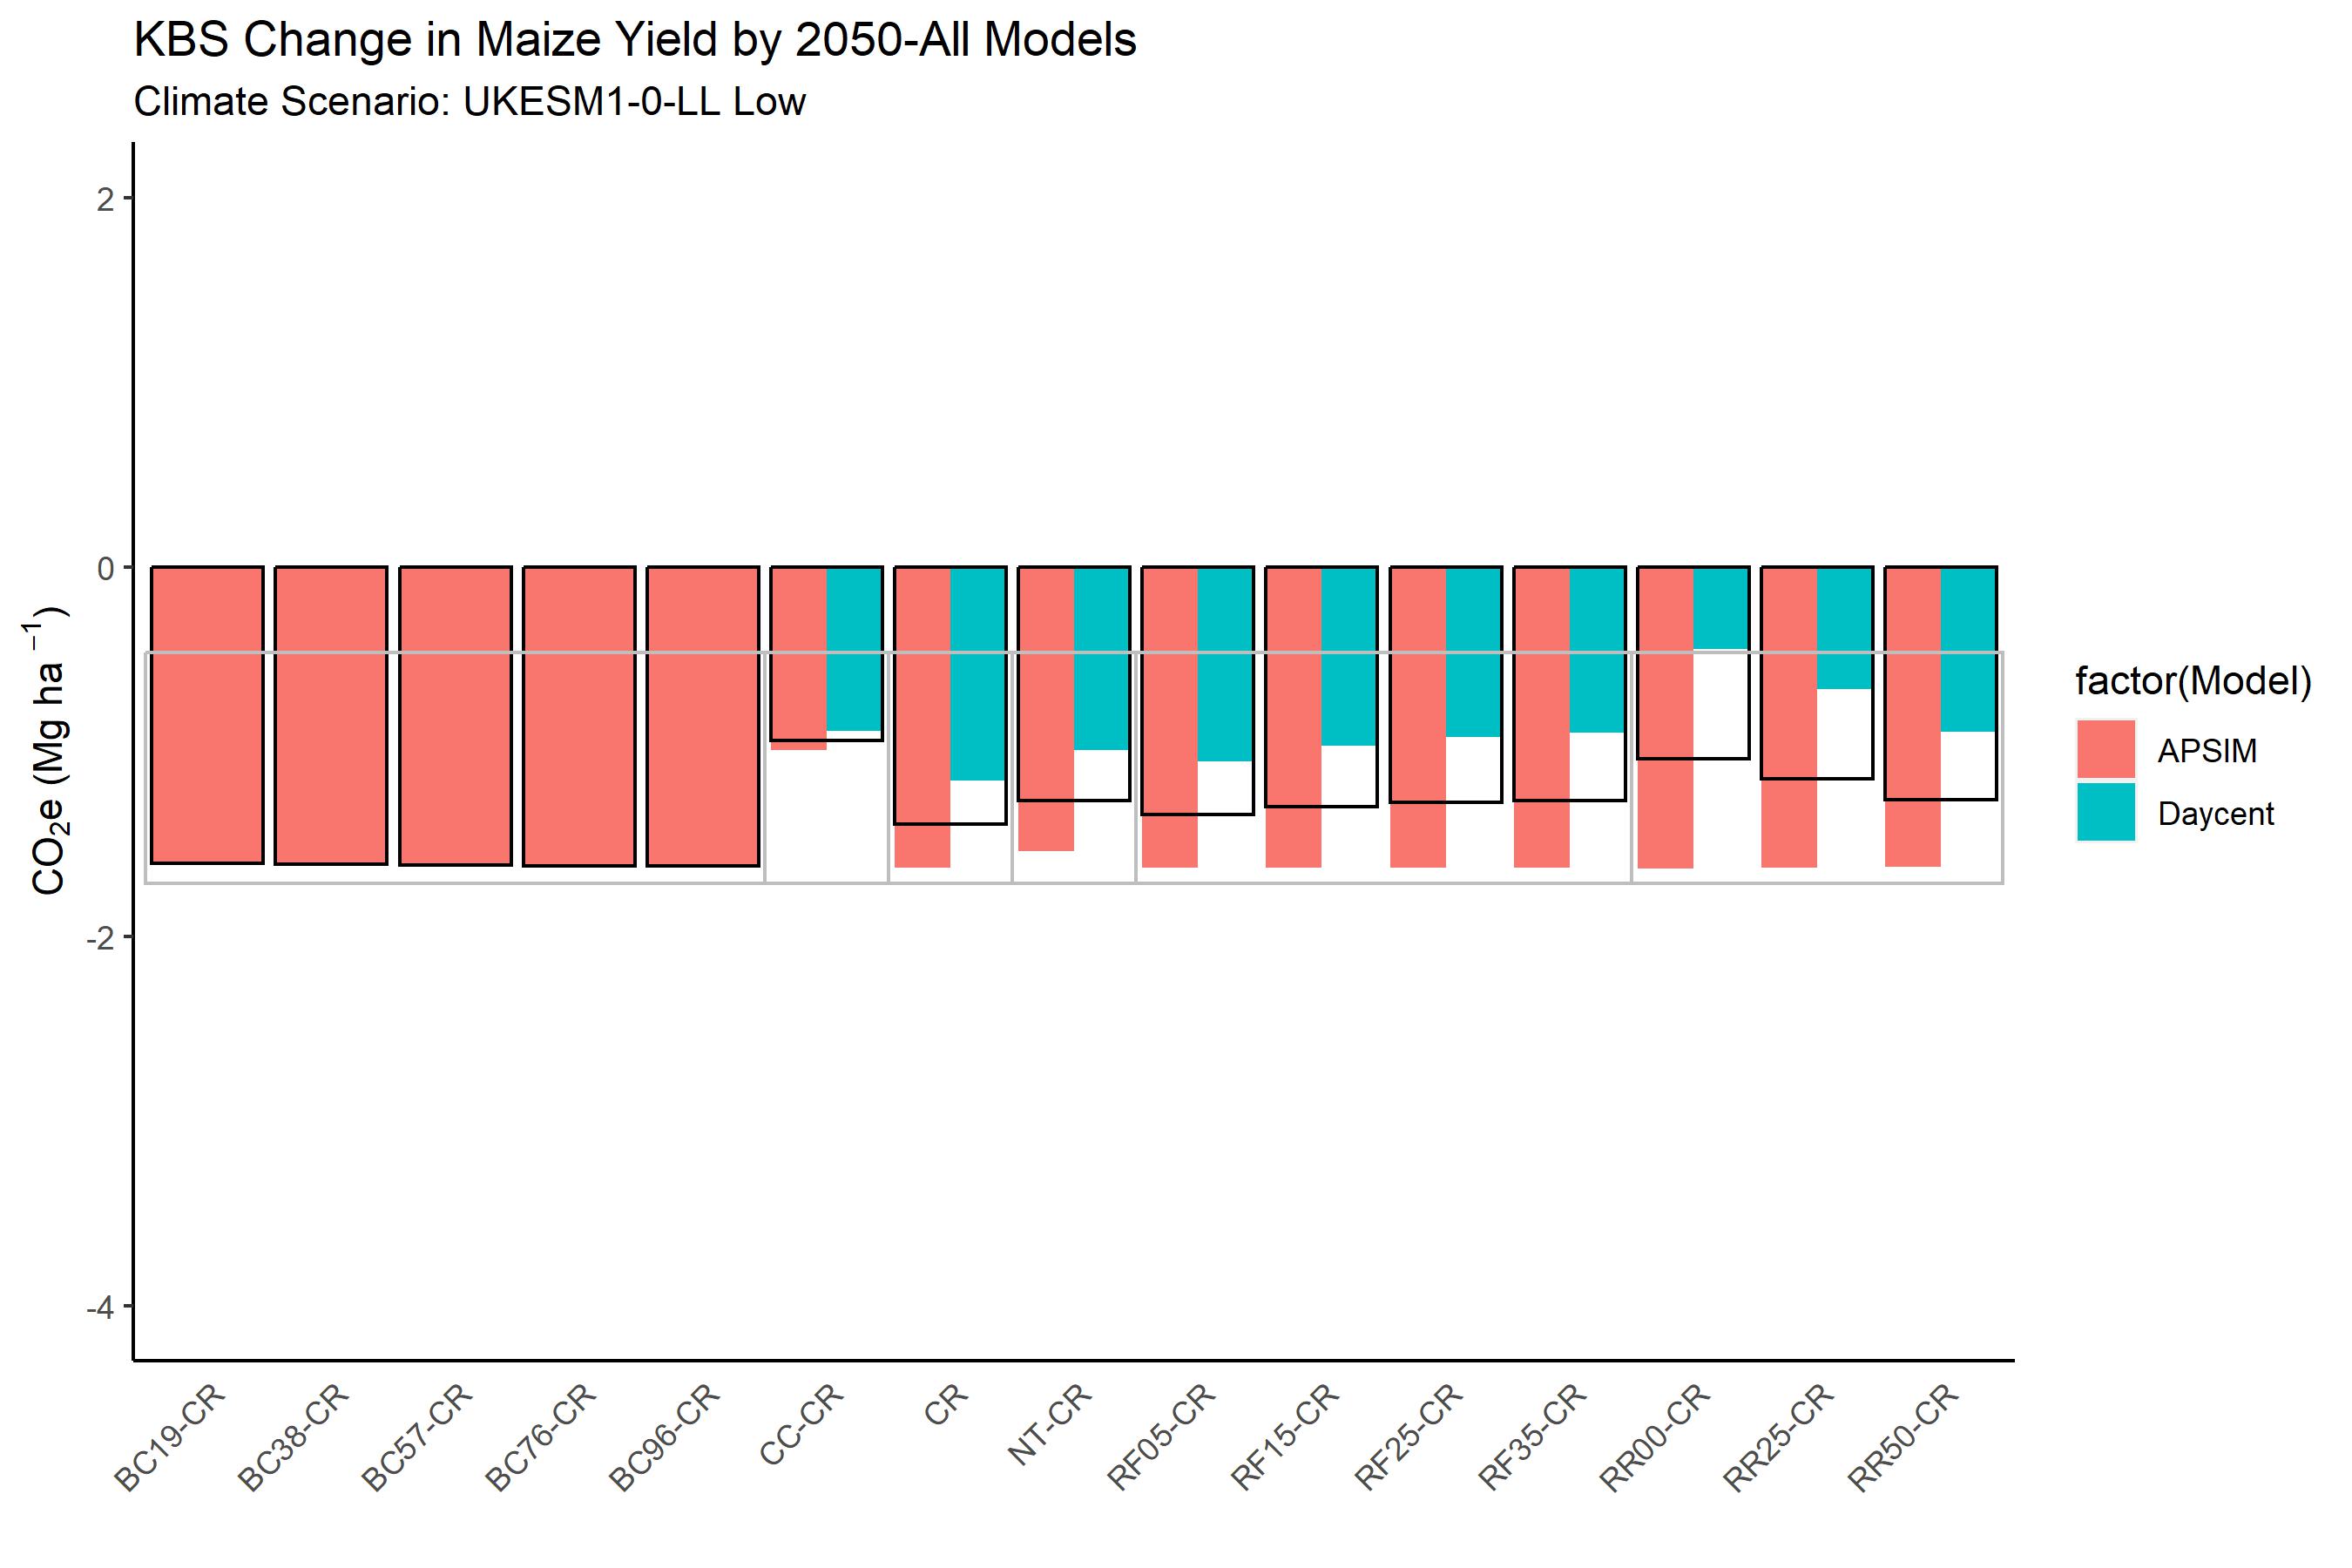 KBS Change in Maize Yield by 2050-All Models
Climate Scenario: UKESM1-0-LL Low
2
0
-2
-4
CO₂e (Mg ha ⁻¹)
BC19-CR
BC38-CR
BC57-CR
BC76-CR
BC96-CR
CC-CR
CR
NT-CR
RF05-CR
RF15-CR
RF25-CR
RF35-CR
RR00-CR
RR25-CR
RR50-CR
factor(Model)
APSIM
Daycent